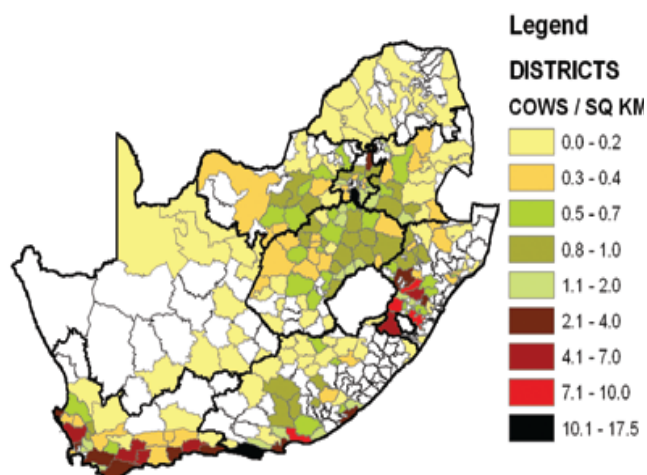 Legend
DISTRICTS
COWS / SQ KM
0.0 - 0.2
0.3 - 0.4
0.5 - 0.7
0.8 - 1.0
1.1 - 2.0
2.1 - 4.0
4.1 - 7.0
7.1 - 10.0
10.1 - 17.5